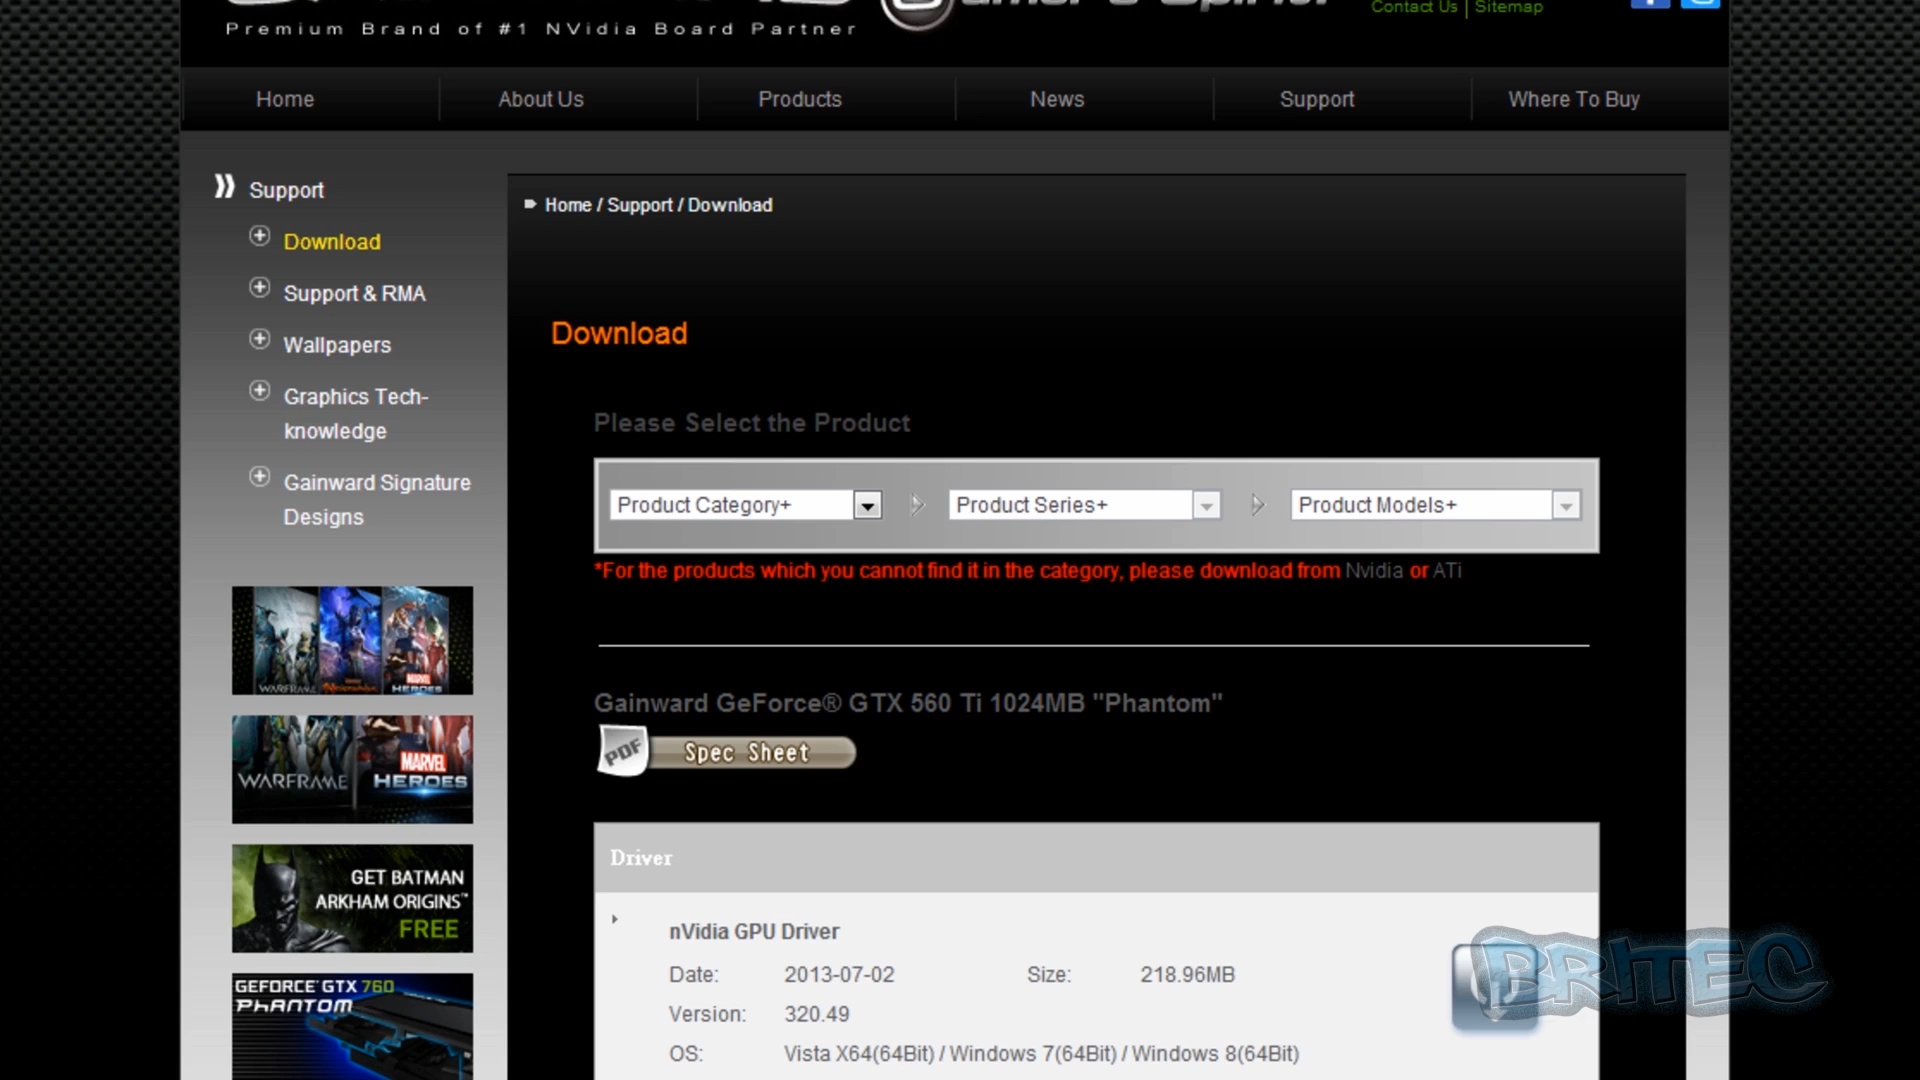 Contact Us | Sitemap
Premium Brand of #1 NVidia Board Partner
Home
About Us
Products
News
Support
Where To Buy
Support
Download
Support & RMA
Wallpapers
Graphics Tech-
knowledge
Gainward Signature
Designs
WARFRAME
MARVEL
HEROES
WARFRAME
MARVEL
HEROES
GET BATMAN
ARKHAM ORIGINS™
FREE
GEFORCE® GTX 760
PHANTOM
Home / Support / Download
Download
Please Select the Product
Product Category+
Product Series+
Product Models+
*For the products which you cannot find it in the category, please download from Nvidia or ATi
Gainward GeForce® GTX 560 Ti 1024MB "Phantom"
PDF
Spec Sheet
Driver
nVidia GPU Driver
Date: 2013-07-02 Size: 218.96MB
Version: 320.49
OS: Vista X64(64Bit) / Windows 7(64Bit) / Windows 8(64Bit)
BRITEC